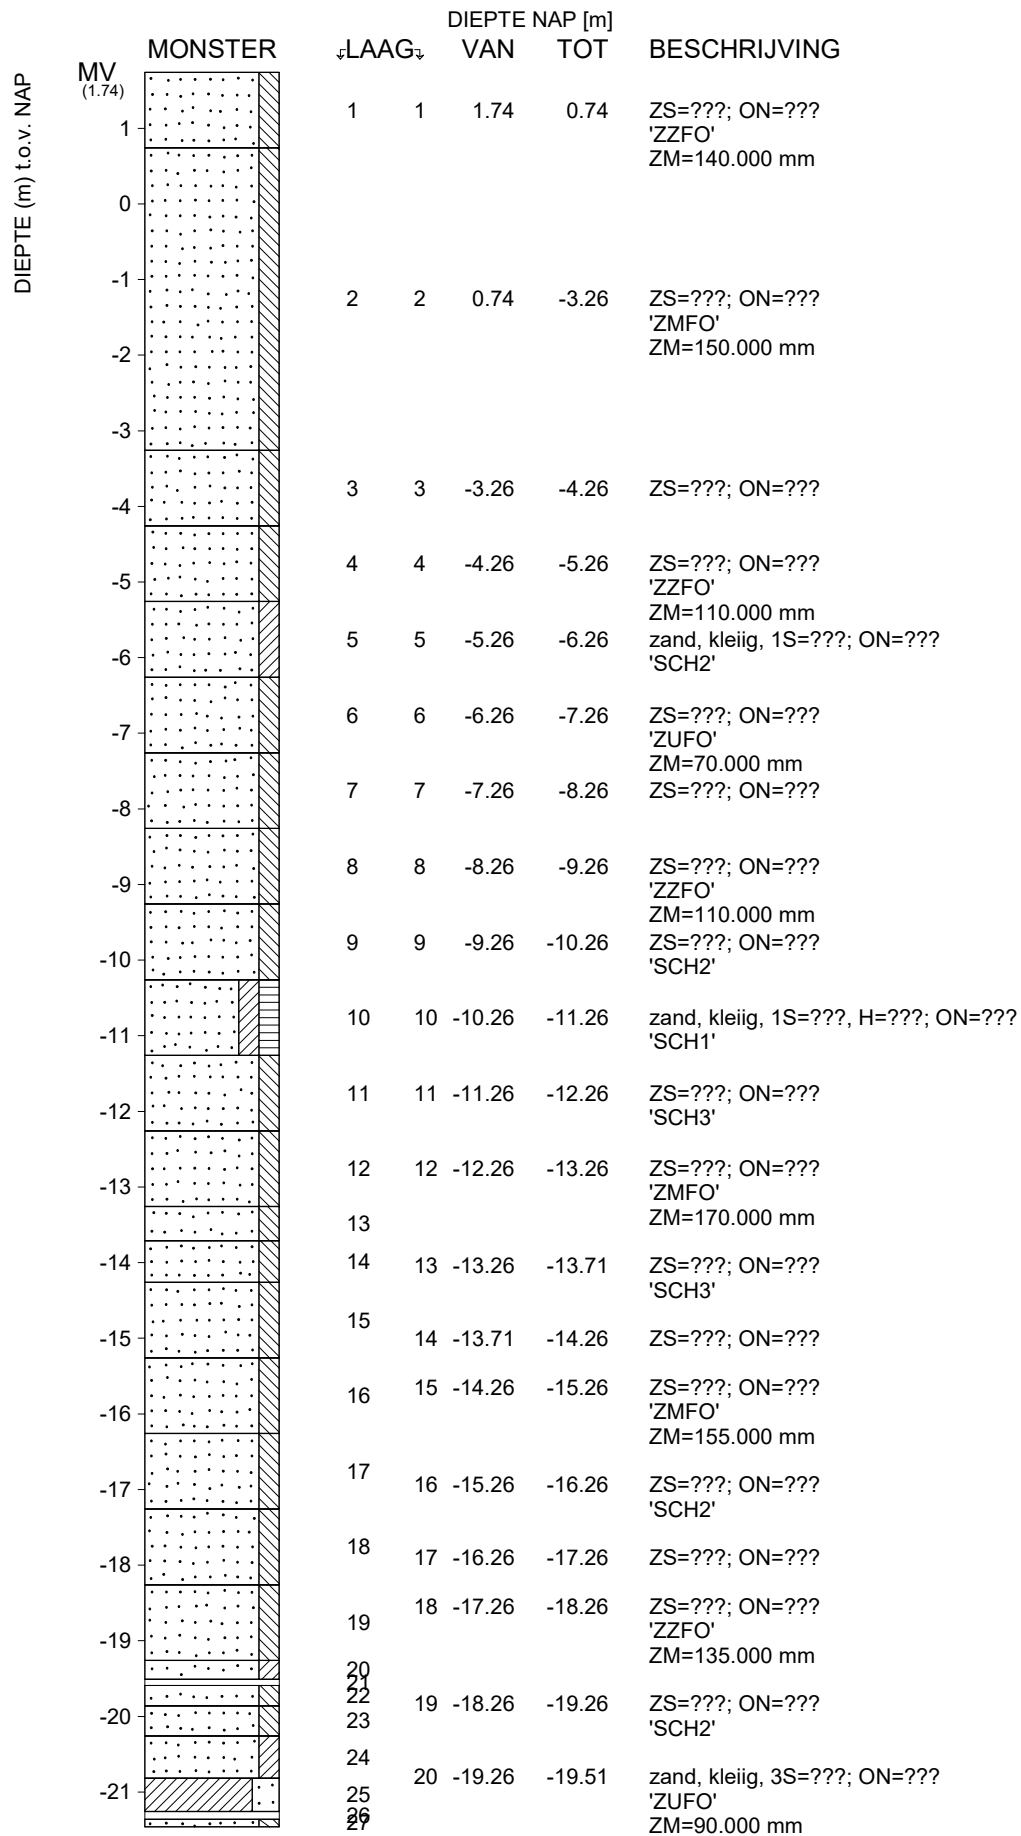 DIEPTE NAP [m]
MONSTER LAAG VAN TOT BESCHRIJVING
DIEPTE (m) t.o.v. NAP
MV
(1.74)
1 1 1.74 0.74 ZS=???; ON=???
'ZZFO'
ZM=140.000 mm
1
0
-1
2 2 0.74 -3.26 ZS=???; ON=???
'ZMFO'
ZM=150.000 mm
-2
-3
3 3 -3.26 -4.26 ZS=???; ON=???
-4
4 4 -4.26 -5.26 ZS=???; ON=???
'ZZFO'
ZM=110.000 mm
-5
5 5 -5.26 -6.26 zand, kleiig, 1S=???; ON=???
'SCH2'
-6
6 6 -6.26 -7.26 ZS=???; ON=???
'ZUFO'
ZM=70.000 mm
-7
7 7 -7.26 -8.26 ZS=???; ON=???
-8
8 8 -8.26 -9.26 ZS=???; ON=???
'ZZFO'
ZM=110.000 mm
-9
9 9 -9.26 -10.26 ZS=???; ON=???
'SCH2'
-10
10 10 -10.26 -11.26 zand, kleiig, 1S=???, H=???; ON=???
'SCH1'
-11
11 11 -11.26 -12.26 ZS=???; ON=???
'SCH3'
-12
12 12 -12.26 -13.26 ZS=???; ON=???
'ZMFO'
ZM=170.000 mm
-13
13
14 13 -13.26 -13.71 ZS=???; ON=???
'SCH3'
-14
15
14 -13.71 -14.26 ZS=???; ON=???
-15
16 15 -14.26 -15.26 ZS=???; ON=???
'ZMFO'
ZM=155.000 mm
-16
17
16 -15.26 -16.26 ZS=???; ON=???
'SCH2'
-17
18
17 -16.26 -17.26 ZS=???; ON=???
-18
18 -17.26 -18.26 ZS=???; ON=???
'ZZFO'
ZM=135.000 mm
19
-19
20
21
22
19 -18.26 -19.26 ZS=???; ON=???
'SCH2'
-20
23
24
20 -19.26 -19.51 zand, kleiig, 3S=???; ON=???
'ZUFO'
ZM=90.000 mm
-21
25
26
27